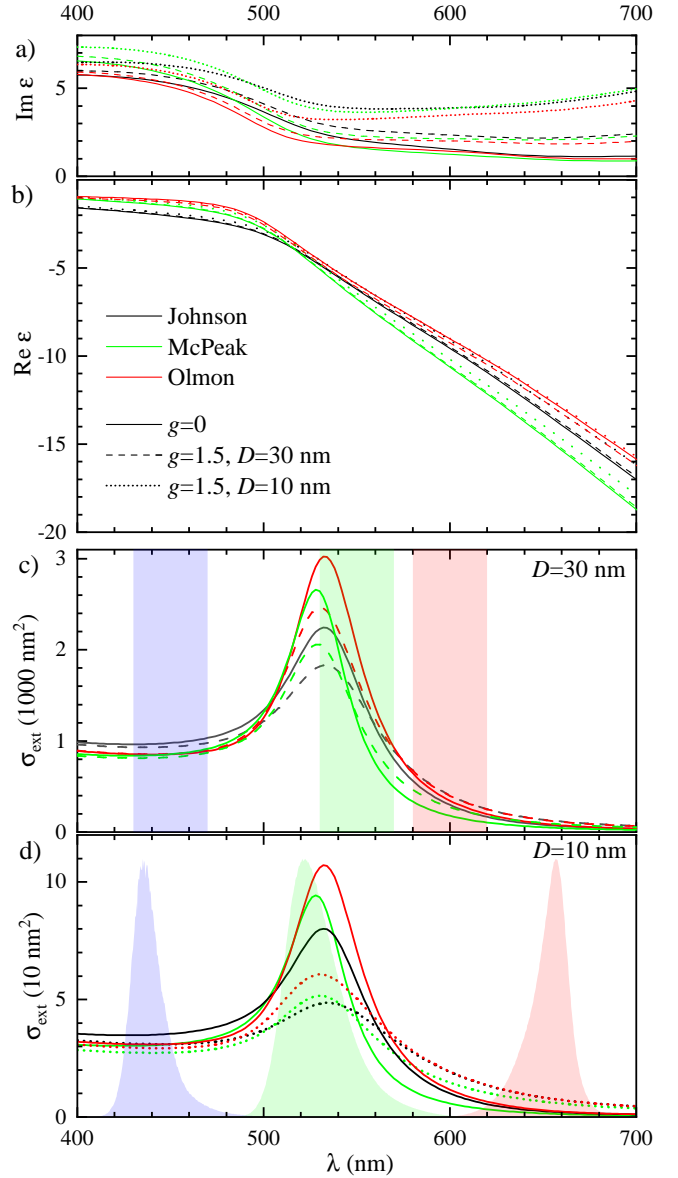 400 500 600 700
a)
Im ε
5
0
b)
Re ε
-5
-10
-15
-20
Johnson
McPeak
Olmon
g=0
g=1.5, D=30 nm
g=1.5, D=10 nm
c)
D=30 nm
σext (1000 nm²)
3
2
1
0
d)
D=10 nm
σext (10 nm²)
10
5
0
400 500 600 700
λ (nm)